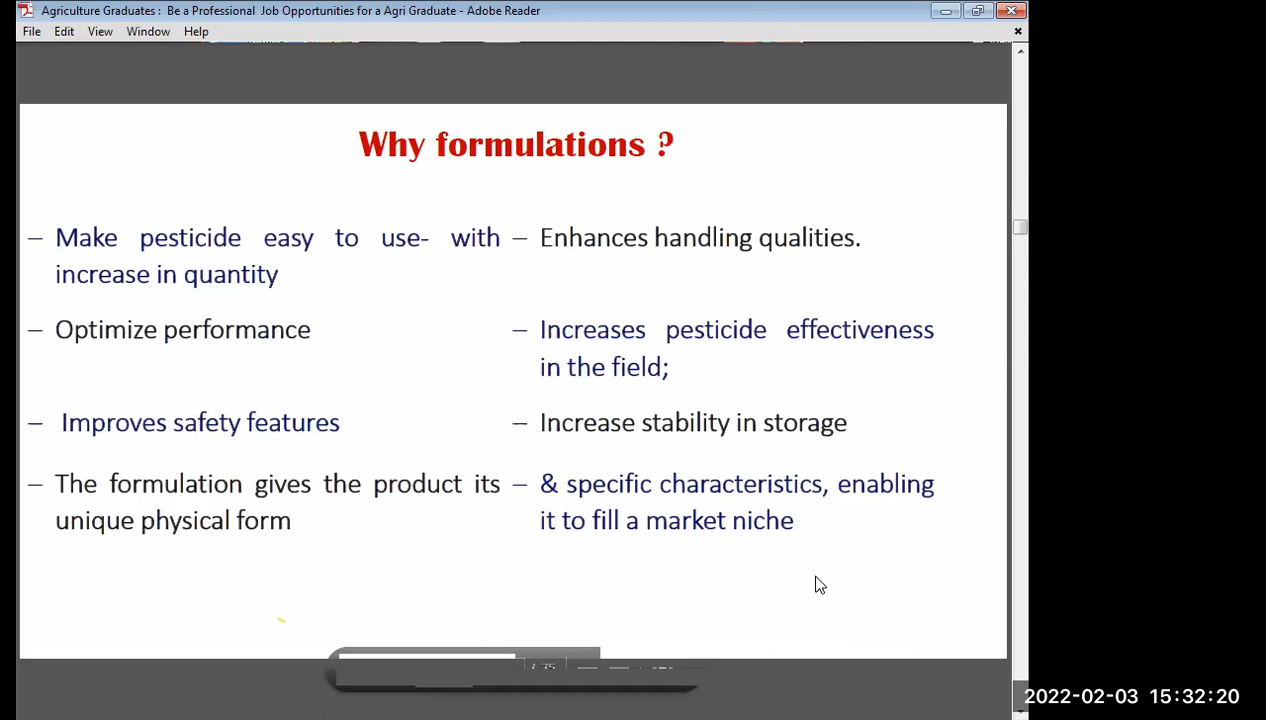 Agriculture Graduates : Be a Professional Job Opportunities for a Agri Graduate - Adobe Reader
File Edit View Window Help
Why formulations ?
– Make pesticide easy to use- with
increase in quantity
– Enhances handling qualities.
– Optimize performance
– Increases pesticide effectiveness
in the field;
– Improves safety features
– Increase stability in storage
– The formulation gives the product its
unique physical form
– & specific characteristics, enabling
it to fill a market niche
2022-02-03 15:32:20